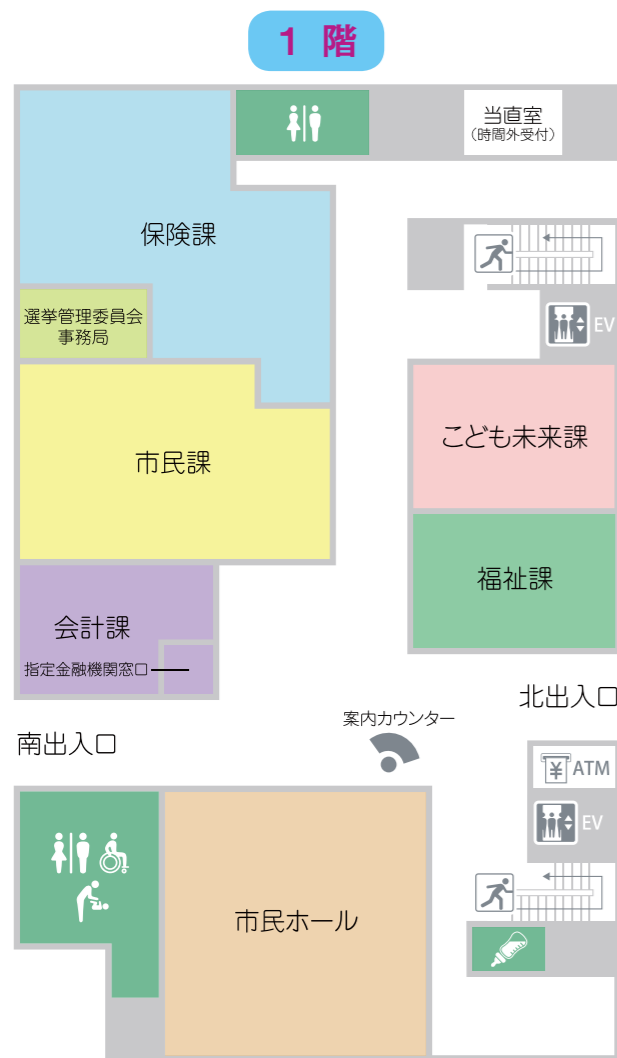 1 階
当直室
(時間外受付)
保険課
EV
選挙管理委員会
事務局
こども未来課
市民課
福祉課
会計課
指定金融機関窓口
北出入口
案内カウンター
南出入口
¥ ATM
EV
市民ホール